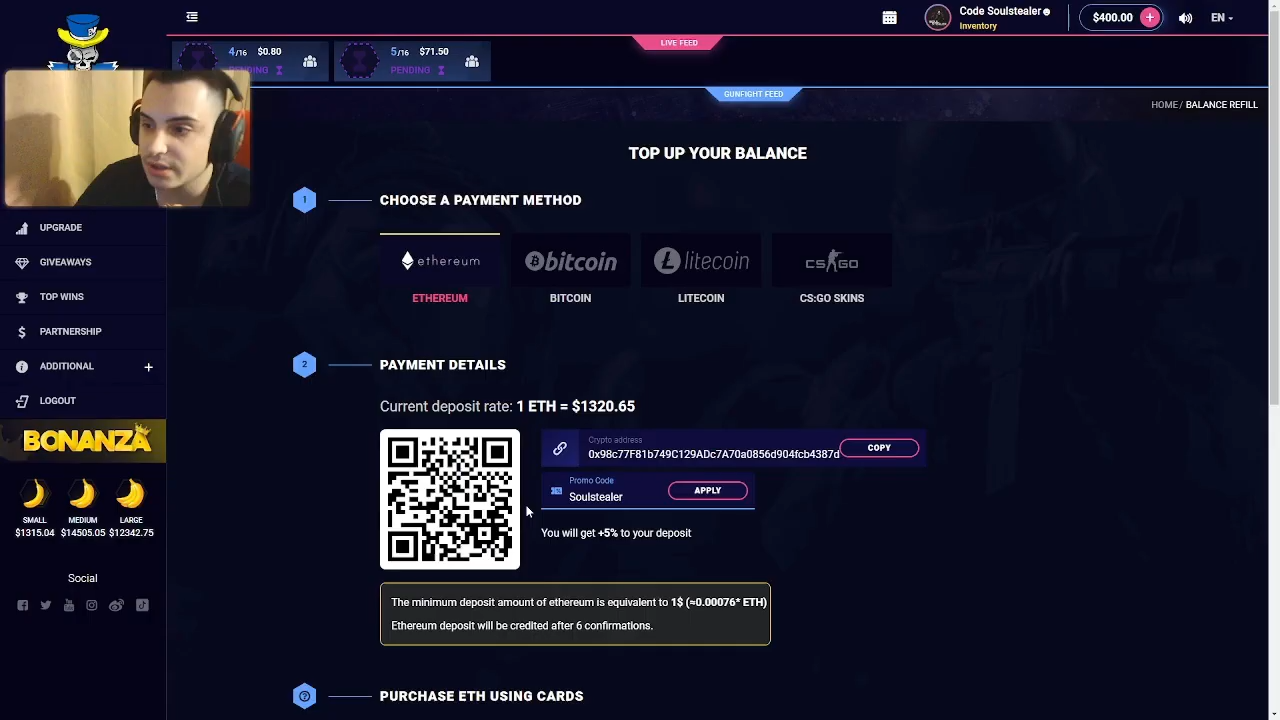 Code Soulstealer
Inventory
$400.00
EN
4/16 $0.80
PENDING
5/16 $71.50
PENDING
LIVE FEED
GUNFIGHT FEED
HOME/ BALANCE REFILL
TOP UP YOUR BALANCE
1
CHOOSE A PAYMENT METHOD
ethereum
bitcoin
litecoin
CS GO
ETHEREUM
BITCOIN
LITECOIN
CS:GO SKINS
UPGRADE
GIVEAWAYS
TOP WINS
PARTNERSHIP
ADDITIONAL
LOGOUT
BONANZA
SMALL
MEDIUM
LARGE
$1315.04
$14505.05
$12342.75
Social
2
PAYMENT DETAILS
Current deposit rate: 1 ETH = $1320.65
Crypto address
0x98c77F81b749C129ADc7A70a0856d904fcb4387d
COPY
Promo Code
Soulstealer
APPLY
You will get +5% to your deposit
The minimum deposit amount of ethereum is equivalent to 1$ (≈0.00076* ETH)
Ethereum deposit will be credited after 6 confirmations.
PURCHASE ETH USING CARDS